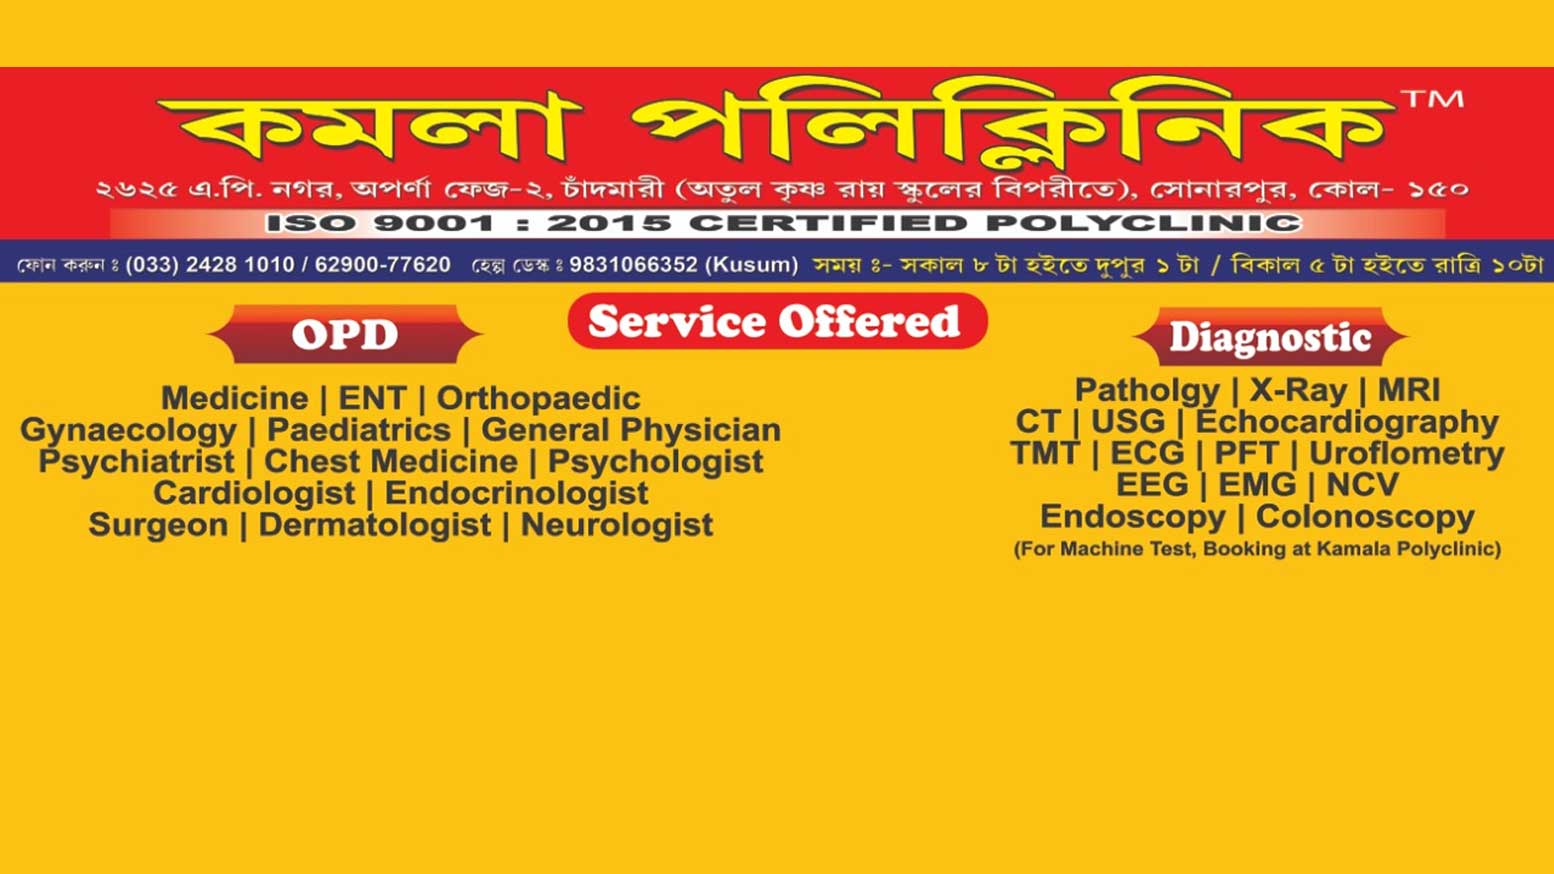 কমলা পলিক্লিনিক™
২৬২৫ এ.পি. নগর, অপর্ণা ফেজ-২, চাঁদমারী (অতুল কৃষ্ণ রায় স্কুলের বিপরীতে), সোনারপুর, কোল- ১৫০
ISO 9001 : 2015 CERTIFIED POLYCLINIC
ফোন করুন ঃ (033) 2428 1010 / 62900-77620 হেল্প ডেস্ক ঃ 9831066352 (Kusum) সময় ঃ- সকাল ৮ টা হইতে দুপুর ১ টা / বিকাল ৫ টা হইতে রাত্রি ১০টা
Service Offered
OPD
Medicine | ENT | Orthopaedic
Gynaecology | Paediatrics | General Physician
Psychiatrist | Chest Medicine | Psychologist
Cardiologist | Endocrinologist
Surgeon | Dermatologist | Neurologist
Diagnostic
Patholgy | X-Ray | MRI
CT | USG | Echocardiography
TMT | ECG | PFT | Uroflometry
EEG | EMG | NCV
Endoscopy | Colonoscopy
(For Machine Test, Booking at Kamala Polyclinic)